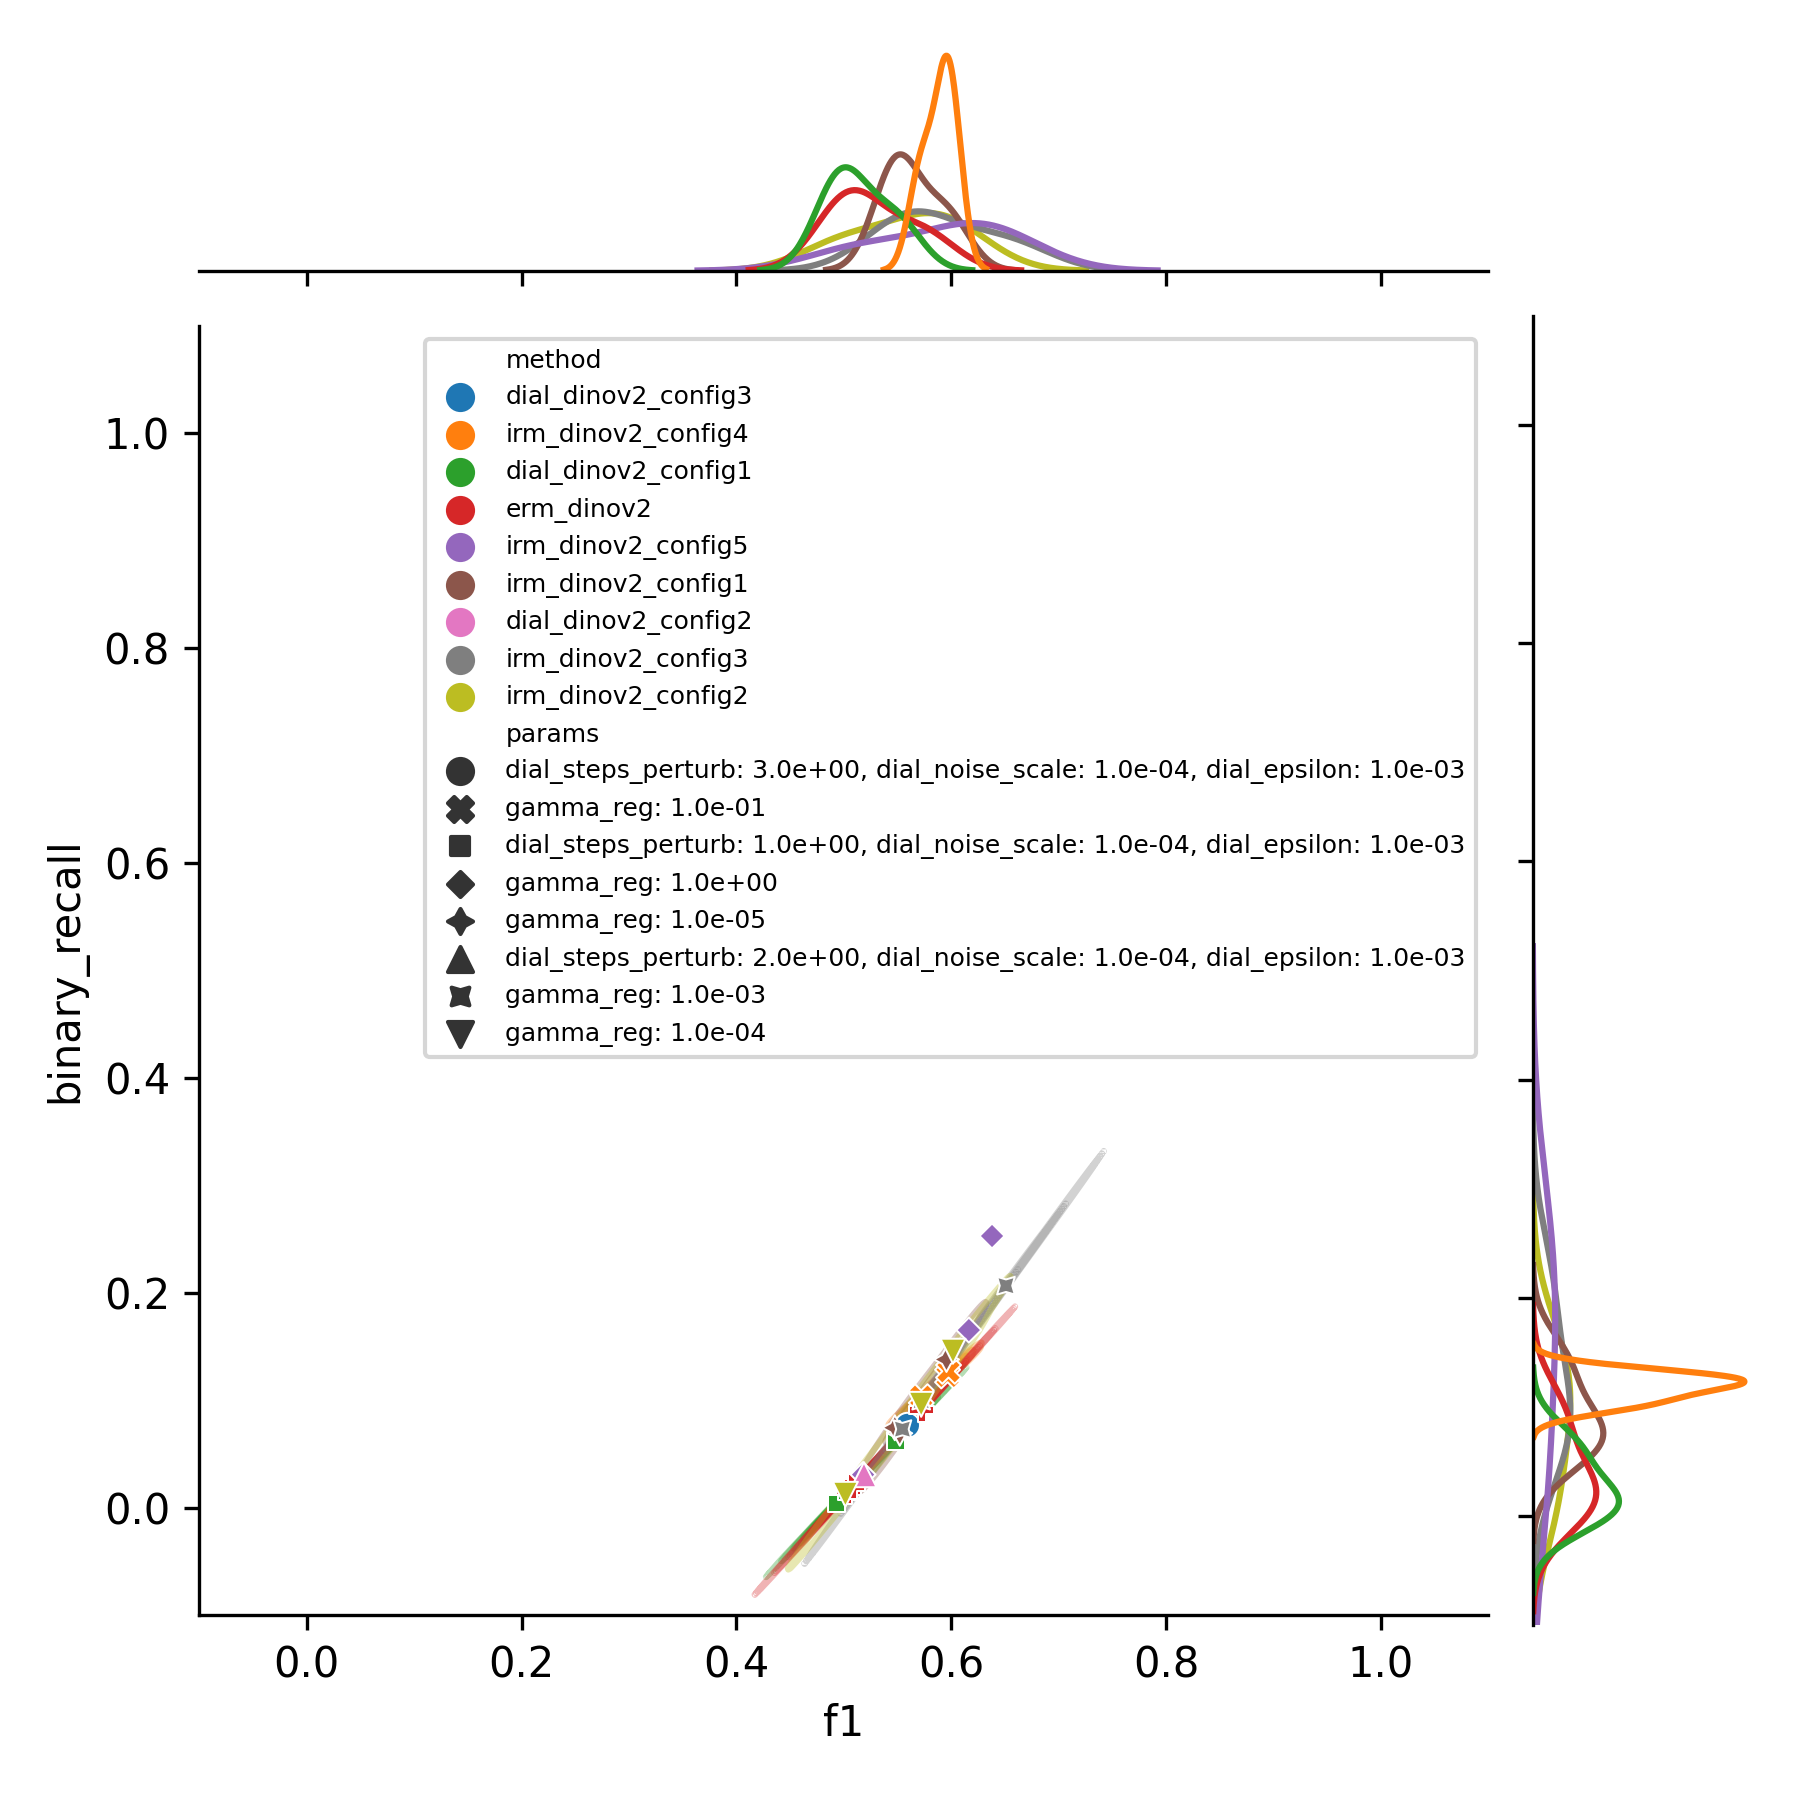 method
dial_dinov2_config3
irm_dinov2_config4
dial_dinov2_config1
erm_dinov2
irm_dinov2_config5
irm_dinov2_config1
dial_dinov2_config2
irm_dinov2_config3
irm_dinov2_config2
params
dial_steps_perturb: 3.0e+00, dial_noise_scale: 1.0e-04, dial_epsilon: 1.0e-03
gamma_reg: 1.0e-01
dial_steps_perturb: 1.0e+00, dial_noise_scale: 1.0e-04, dial_epsilon: 1.0e-03
gamma_reg: 1.0e+00
gamma_reg: 1.0e-05
dial_steps_perturb: 2.0e+00, dial_noise_scale: 1.0e-04, dial_epsilon: 1.0e-03
gamma_reg: 1.0e-03
gamma_reg: 1.0e-04
binary_recall
1.0
0.8
0.6
0.4
0.2
0.0
0.0 0.2 0.4 0.6 0.8 1.0
f1